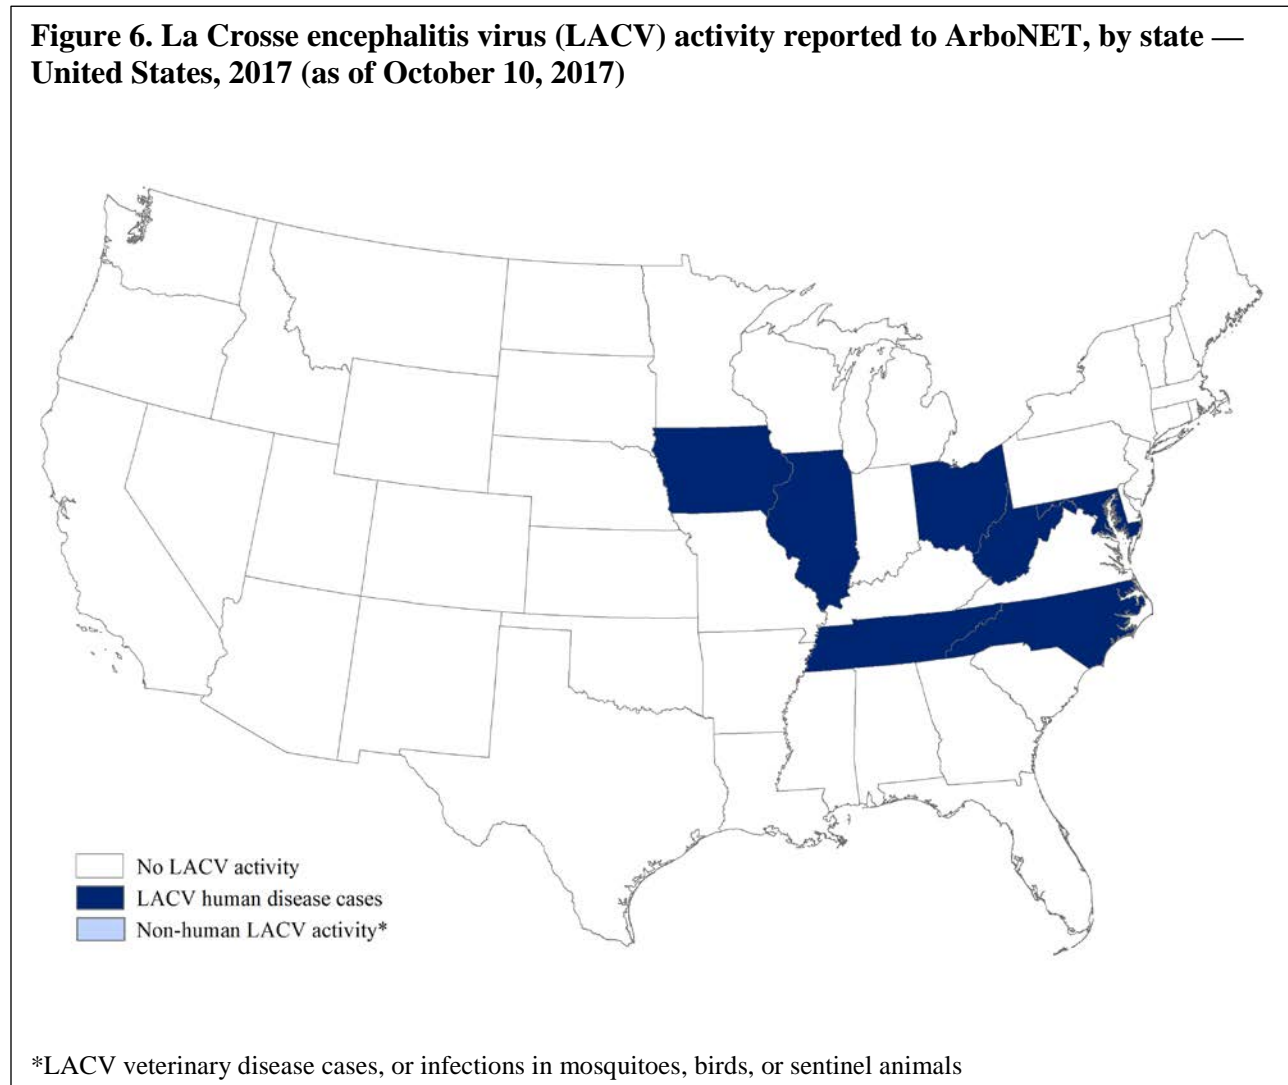 Figure 6. La Crosse encephalitis virus (LACV) activity reported to ArboNET, by state —
United States, 2017 (as of October 10, 2017)
No LACV activity
LACV human disease cases
Non-human LACV activity*
*LACV veterinary disease cases, or infections in mosquitoes, birds, or sentinel animals